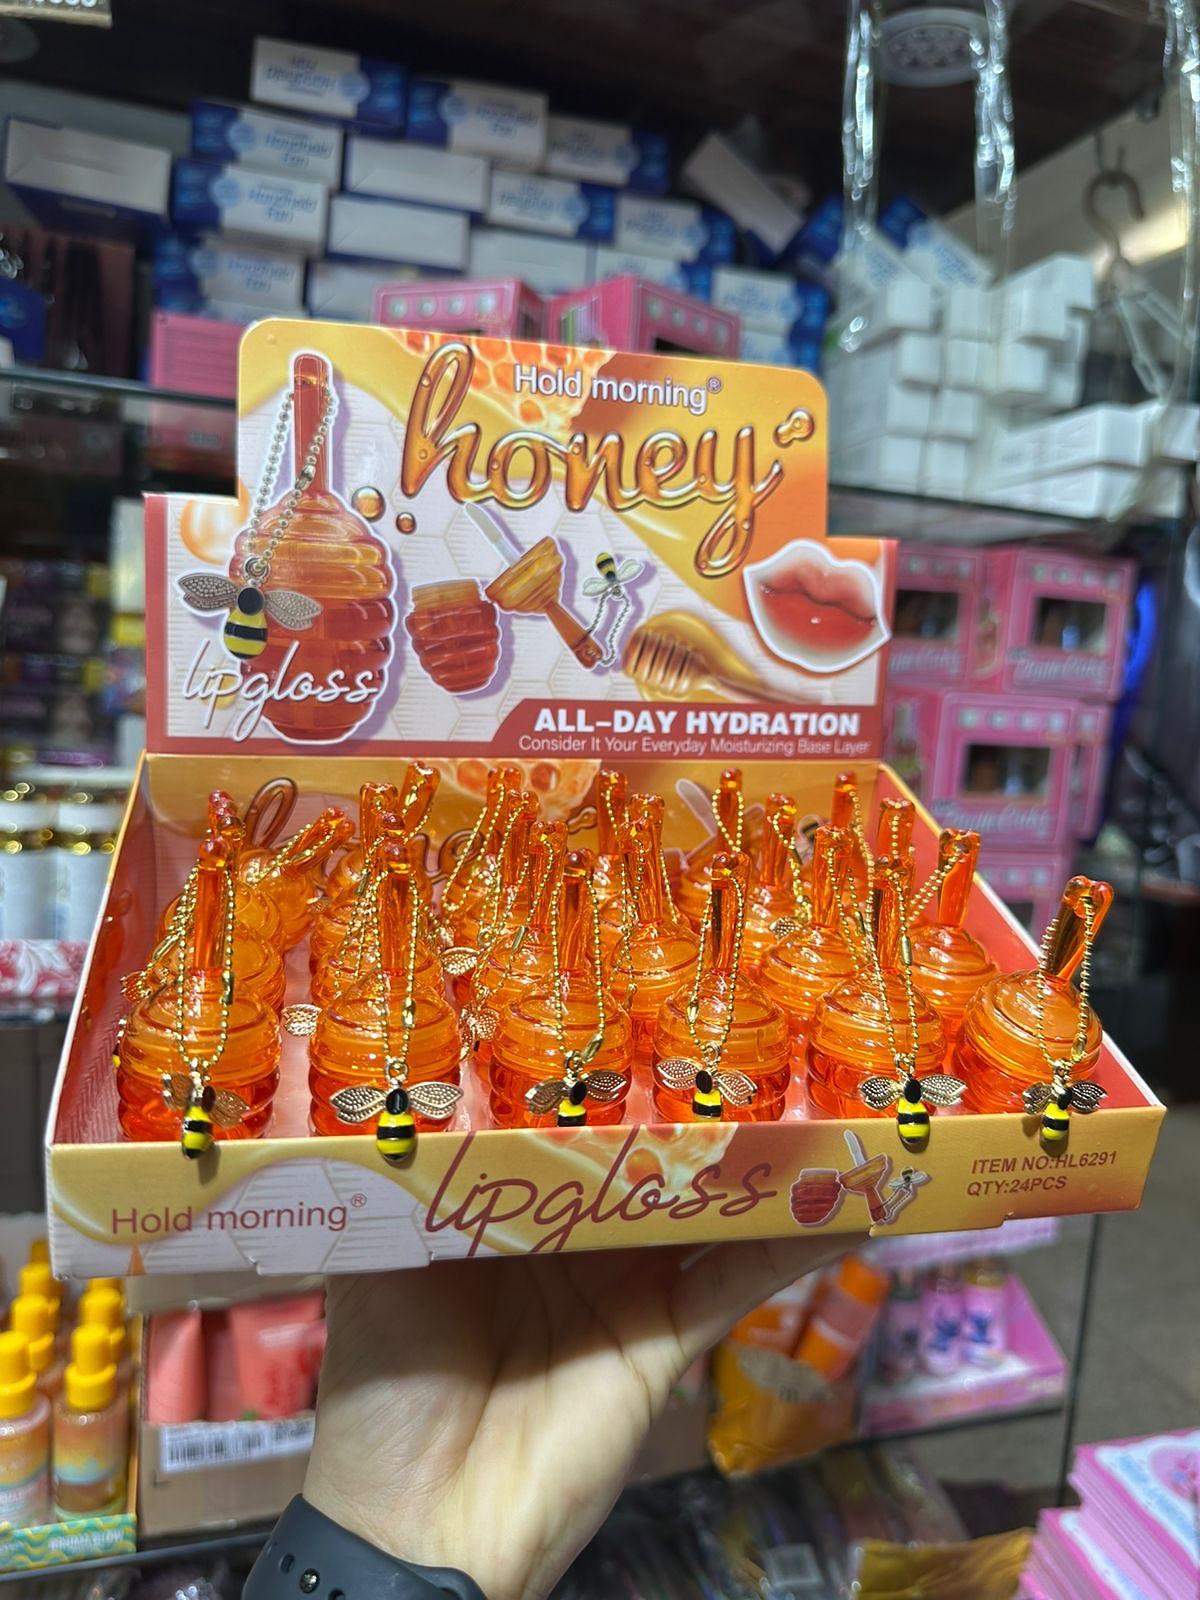 Hold morning®
honey
lipgloss
ALL-DAY HYDRATION
Consider It Your Everyday Moisturizing Base Layer
Hold morning®
lipgloss
ITEM NO:HL6291
QTY:24PCS